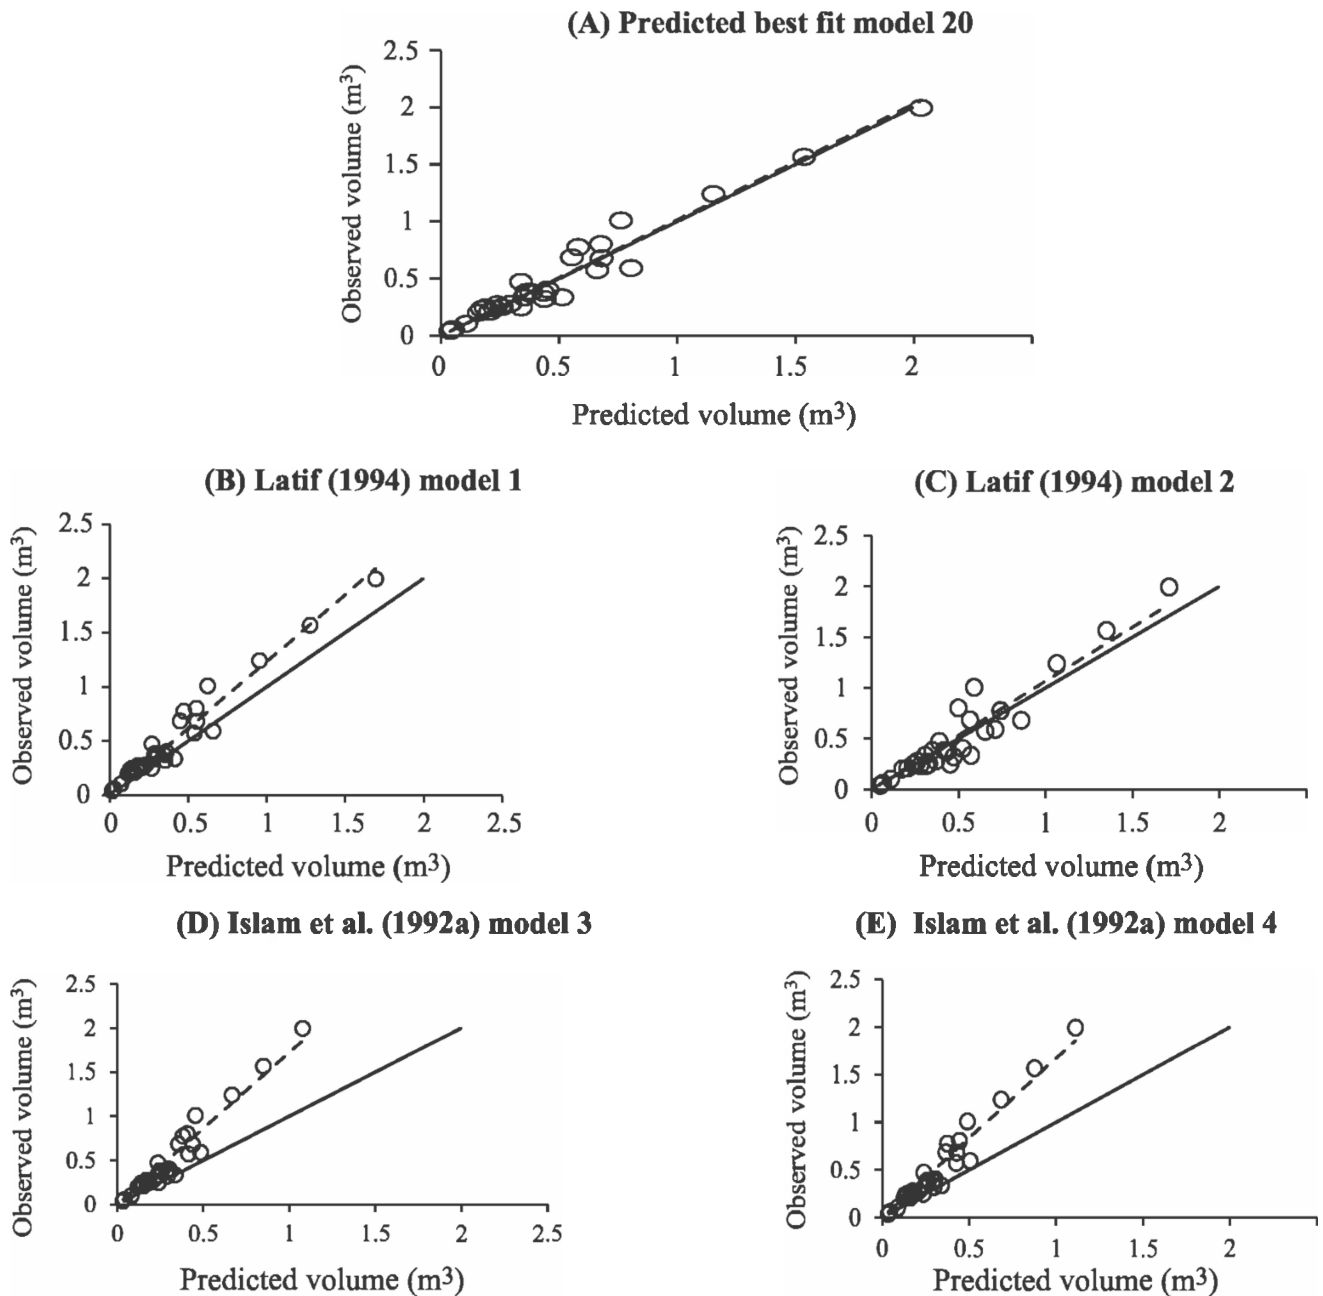 (A) Predicted best fit model 20
Observed volume (m³)
2.5
2
1.5
1
0.5
0
0 0.5 1 1.5 2
Predicted volume (m³)
(B) Latif (1994) model 1
Observed volume (m³)
2.5
2
1.5
1
0.5
0
0 0.5 1 1.5 2 2.5
Predicted volume (m³)
(C) Latif (1994) model 2
Observed volume (m³)
2.5
2
1.5
1
0.5
0
0 0.5 1 1.5 2
Predicted volume (m³)
(D) Islam et al. (1992a) model 3
Observed volume (m³)
2.5
2
1.5
1
0.5
0
0 0.5 1 1.5 2 2.5
Predicted volume (m³)
(E) Islam et al. (1992a) model 4
Observed volume (m³)
2.5
2
1.5
1
0.5
0
0 0.5 1 1.5 2
Predicted volume (m³)